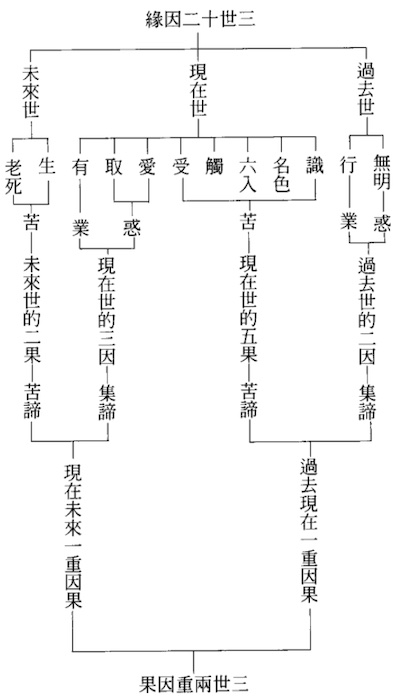 三世十二因緣
過去世
現在世
未來世
無明
行
識
名色
六入
觸
受
愛
取
有
生
老死
惑
業
苦
惑
業
苦
過去世的二因
現在世的五果
現在世的三因
未來世的二果
集諦
苦諦
集諦
苦諦
過去現在一重因果
現在未來一重因果
三世兩重因果